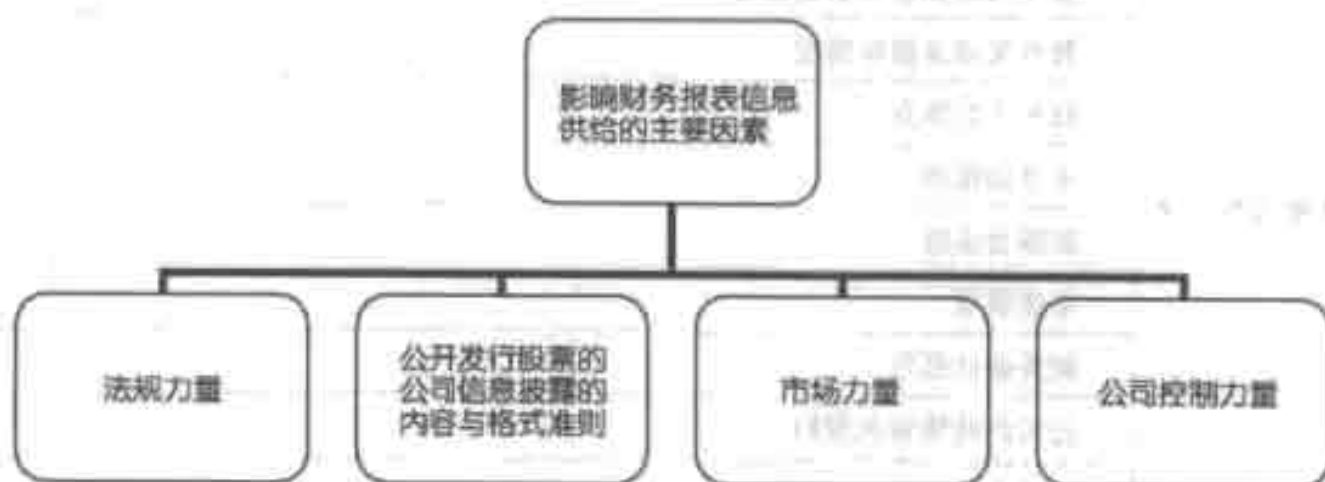 影响财务报表信息
供给的主要因素
法规力量
公开发行股票的
公司信息披露的
内容与格式准则
市场力量
公司控制力量